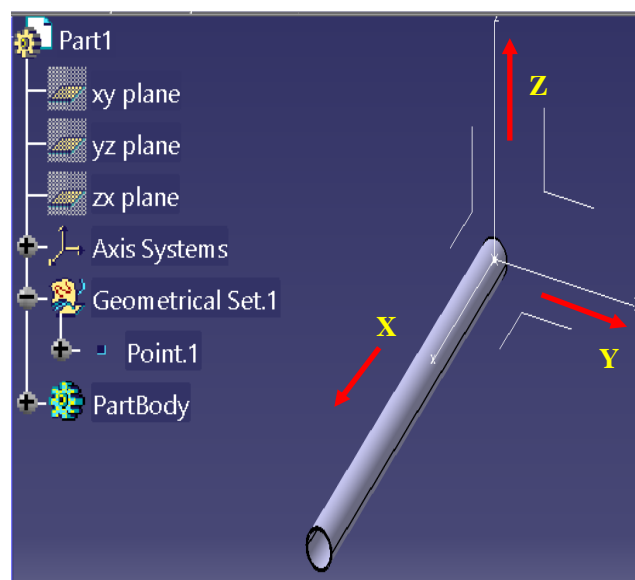 Part1
xy plane
yz plane
zx plane
Axis Systems
Geometrical Set.1
Point.1
PartBody
Z
X
Y